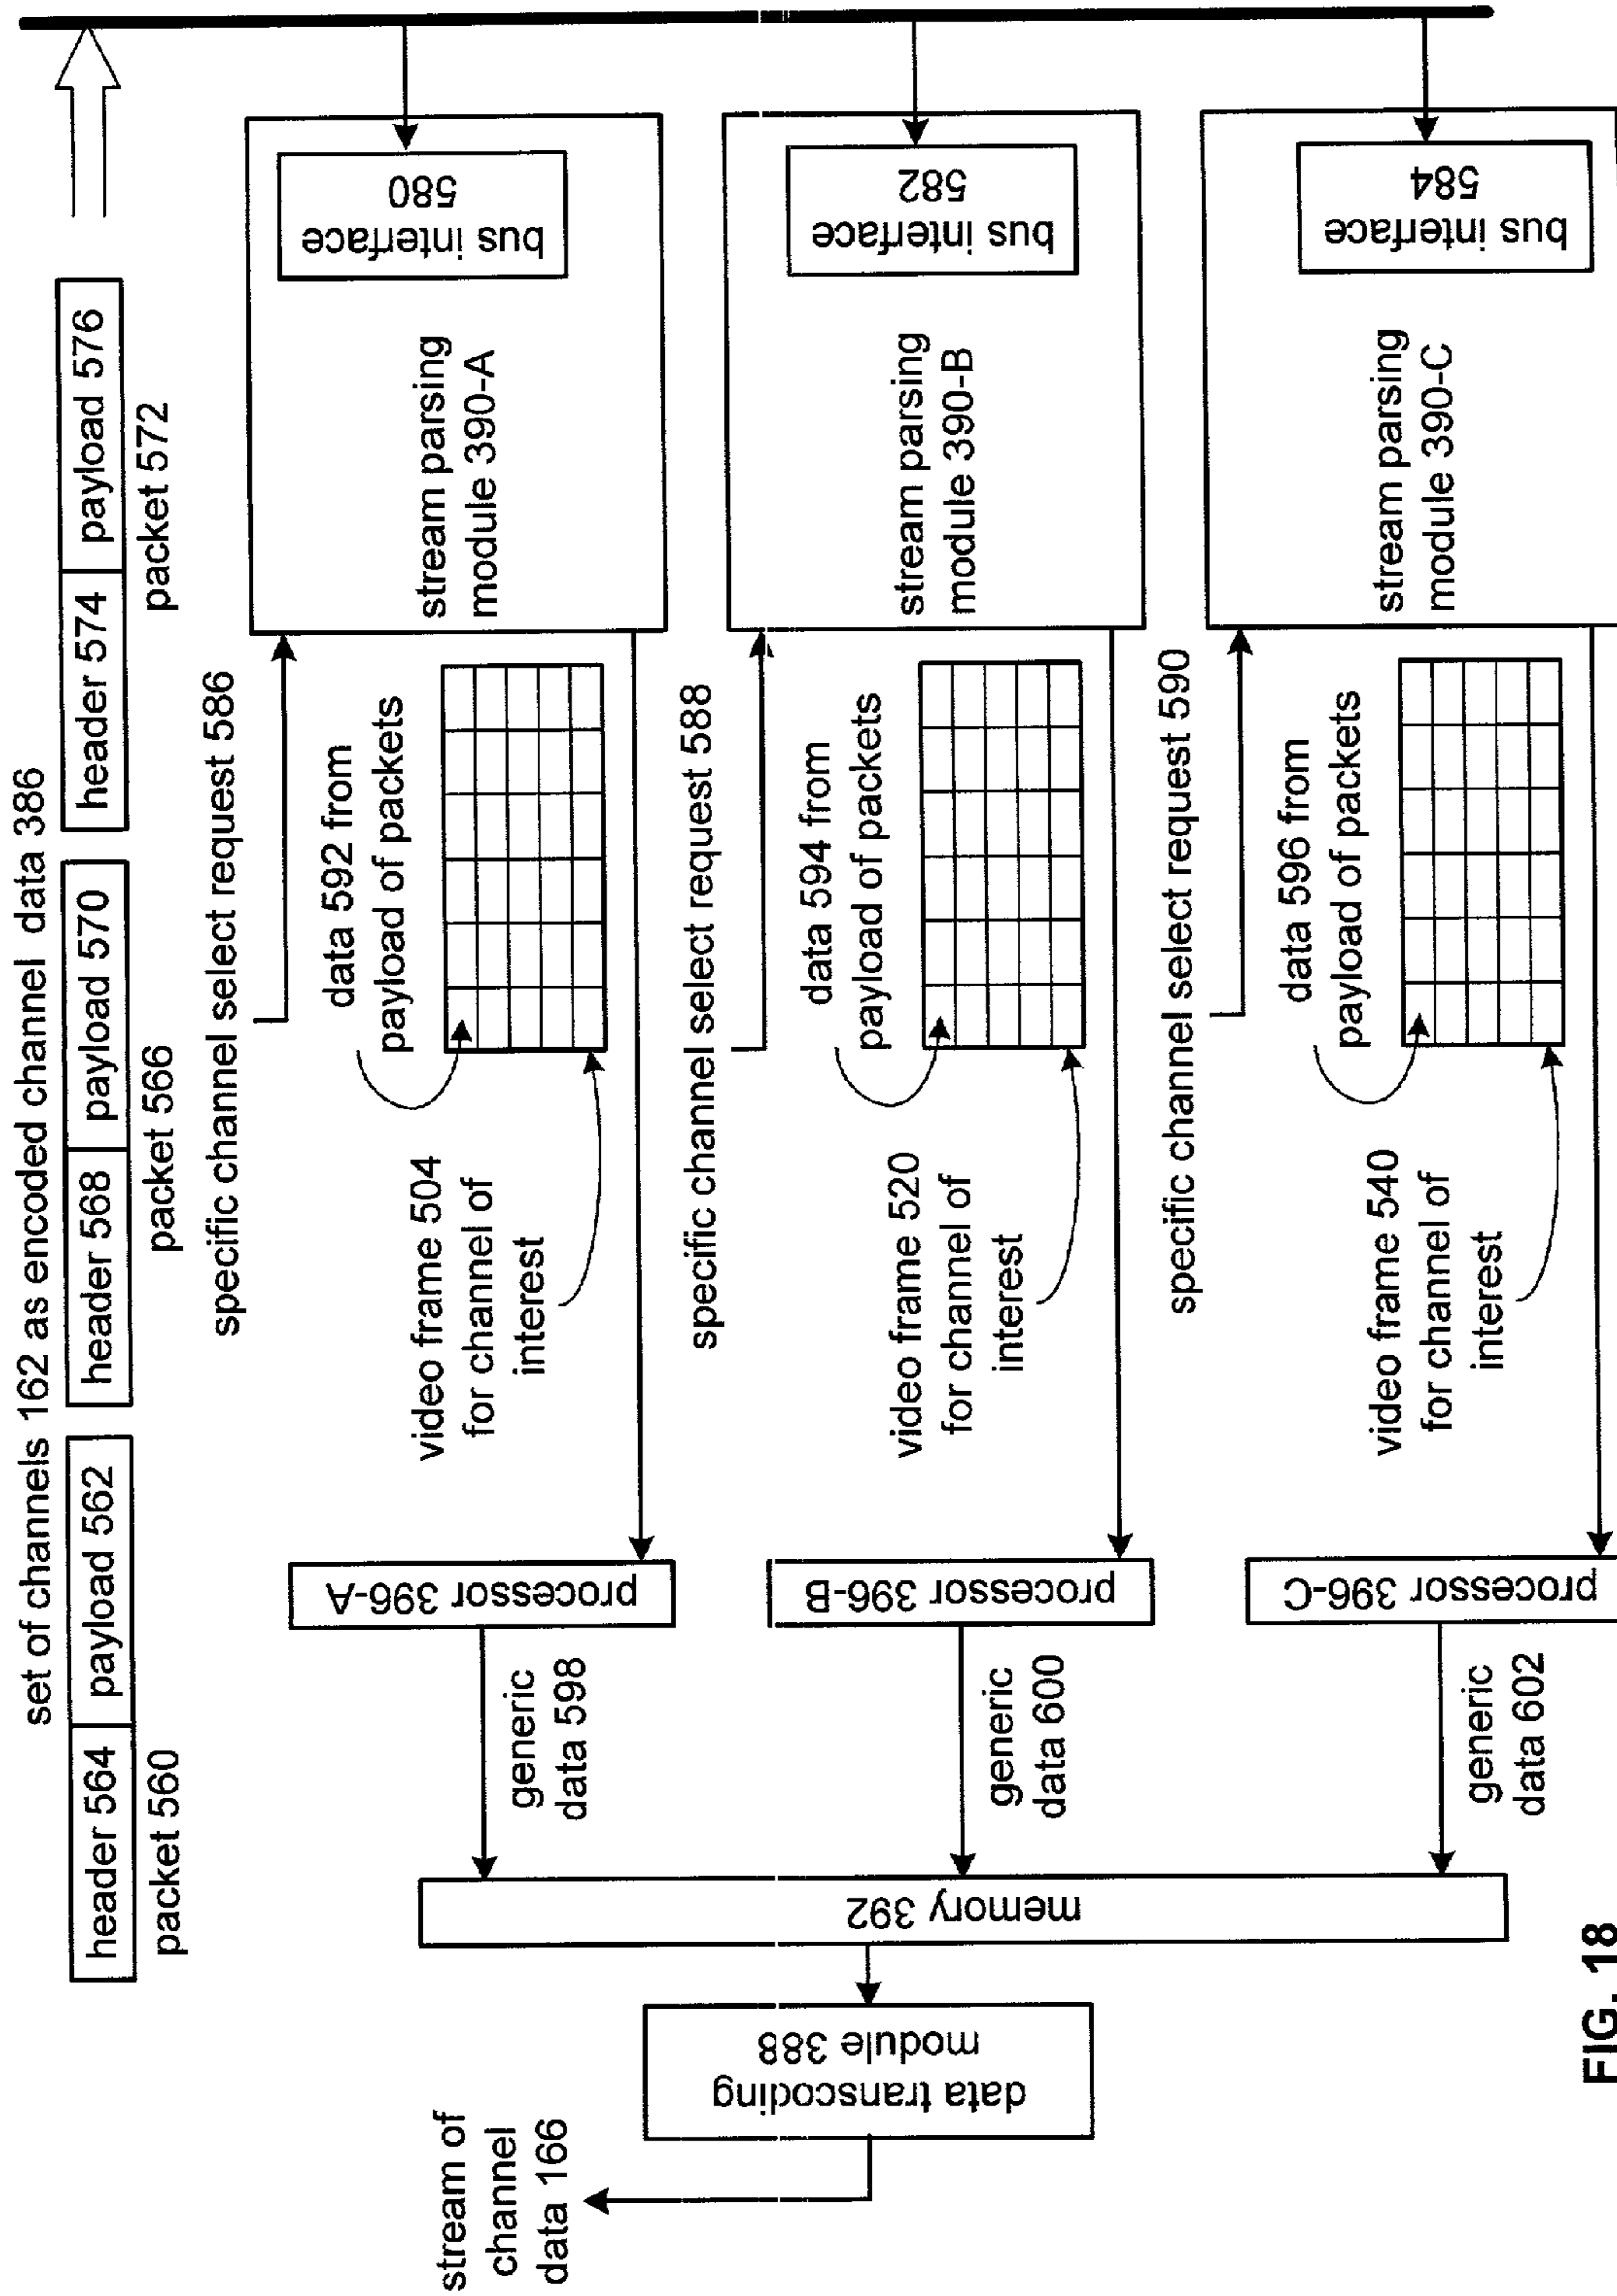 set of channels 162 as encoded channel data 386
header 564
payload 562
header 568
payload 570
header 574
payload 576
packet 560
packet 566
packet 572
specific channel select request 586
stream parsing
module 390-A
bus interface
580
data 592 from
payload of packets
video frame 504
for channel of
interest
processor 396-A
generic
data 598
specific channel select request 588
stream parsing
module 390-B
bus interface
582
data 594 from
payload of packets
video frame 520
for channel of
interest
processor 396-B
generic
data 600
specific channel select request 590
stream parsing
module 390-C
bus interface
584
data 596 from
payload of packets
video frame 540
for channel of
interest
processor 396-C
generic
data 602
memory 392
data transcoding
module 388
stream of
channel
data 166
FIG. 18